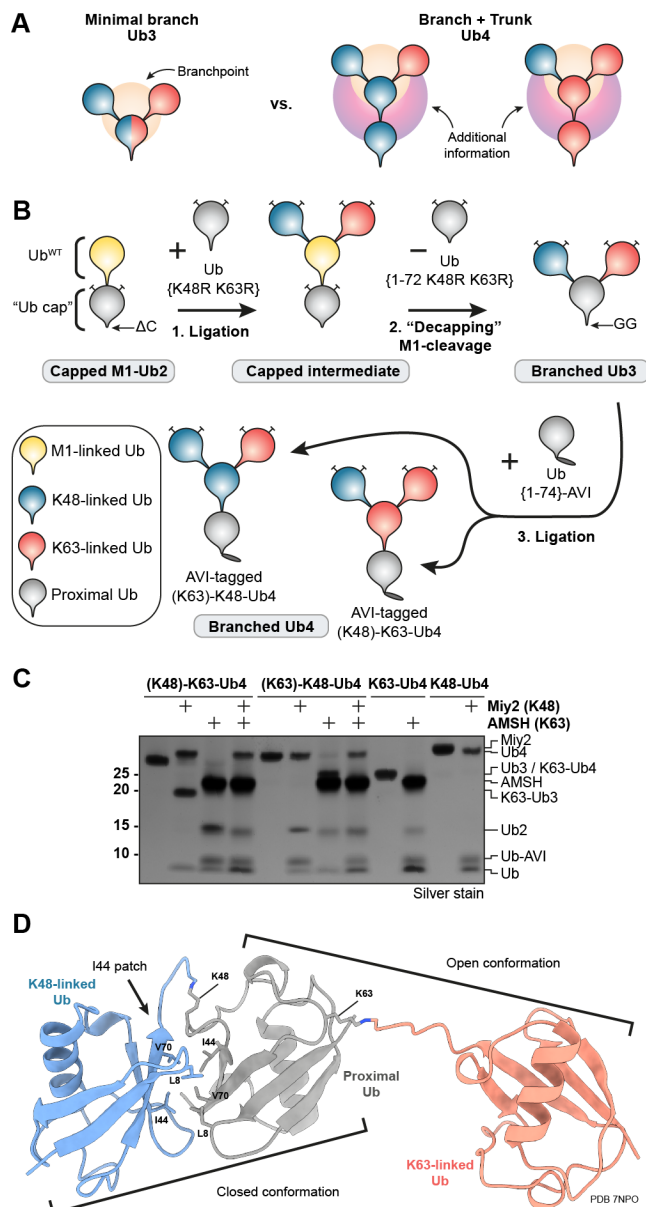 A
Minimal branch
Ub3
Branchpoint
vs.
Branch + Trunk
Ub4
Additional
information
B
Ub^WT
"Ub cap"
ΔC
Capped M1-Ub2
+
Ub
{K48R K63R}
1. Ligation
Capped intermediate
−
Ub
{1-72 K48R K63R}
2. "Decapping"
M1-cleavage
GG
Branched Ub3
M1-linked Ub
K48-linked Ub
K63-linked Ub
Proximal Ub
AVI-tagged
(K63)-K48-Ub4
AVI-tagged
(K48)-K63-Ub4
Branched Ub4
+
Ub
{1-74}-AVI
3. Ligation
C
(K48)-K63-Ub4 (K63)-K48-Ub4 K63-Ub4 K48-Ub4
+ + + + + Miy2 (K48)
+ + + + + AMSH (K63)
Miy2
Ub4
Ub3 / K63-Ub4
AMSH
K63-Ub3
Ub2
Ub-AVI
Ub
25
20
15
10
Silver stain
D
Open conformation
I44 patch
K48-linked
Ub
K48
K63
V70
I44
L8
V70
I44
L8
Proximal
Ub
K63-linked
Ub
Closed conformation
PDB 7NPO